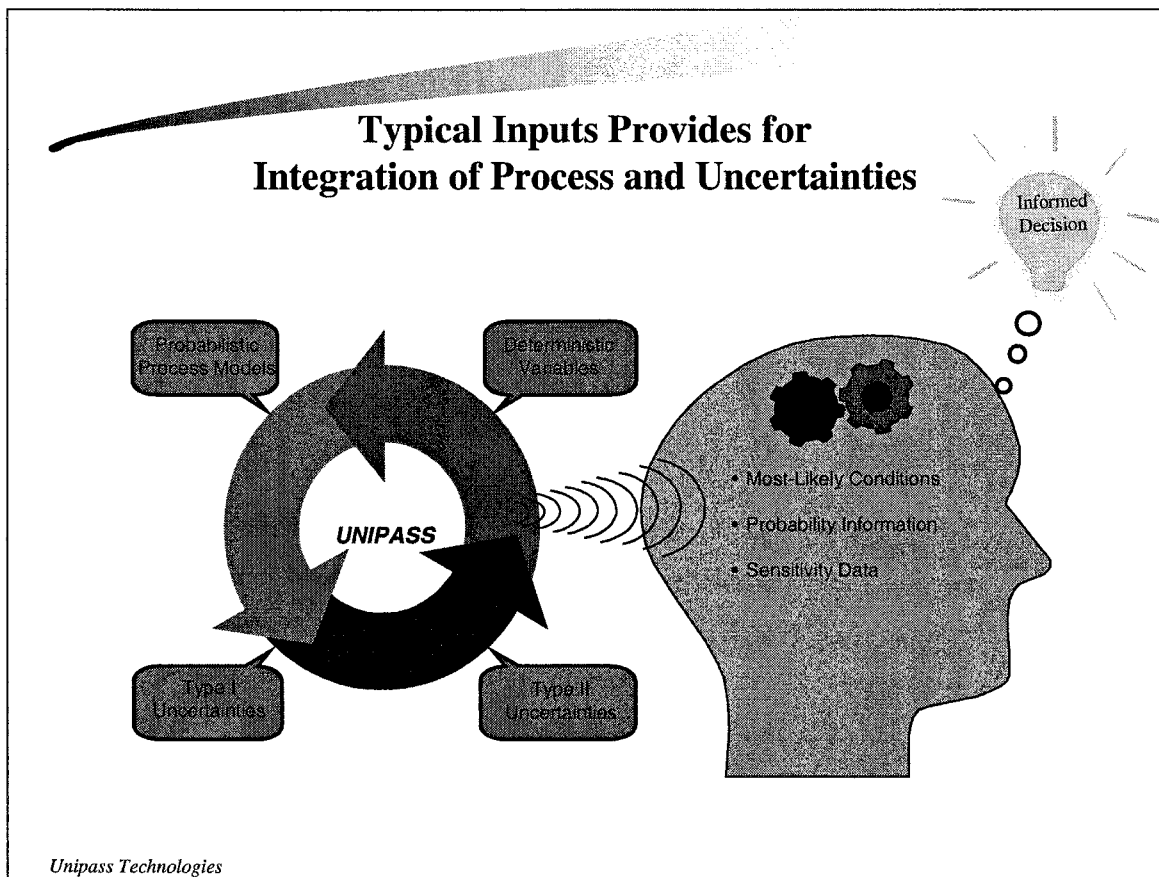 Typical Inputs Provides for
Integration of Process and Uncertainties
Informed
Decision
Probabilistic
Process Models
Deterministic
Variables
UNIPASS
• Most-Likely Conditions
• Probability Information
• Sensitivity Data
Type I
Uncertainties
Type II
Uncertainties
Unipass Technologies